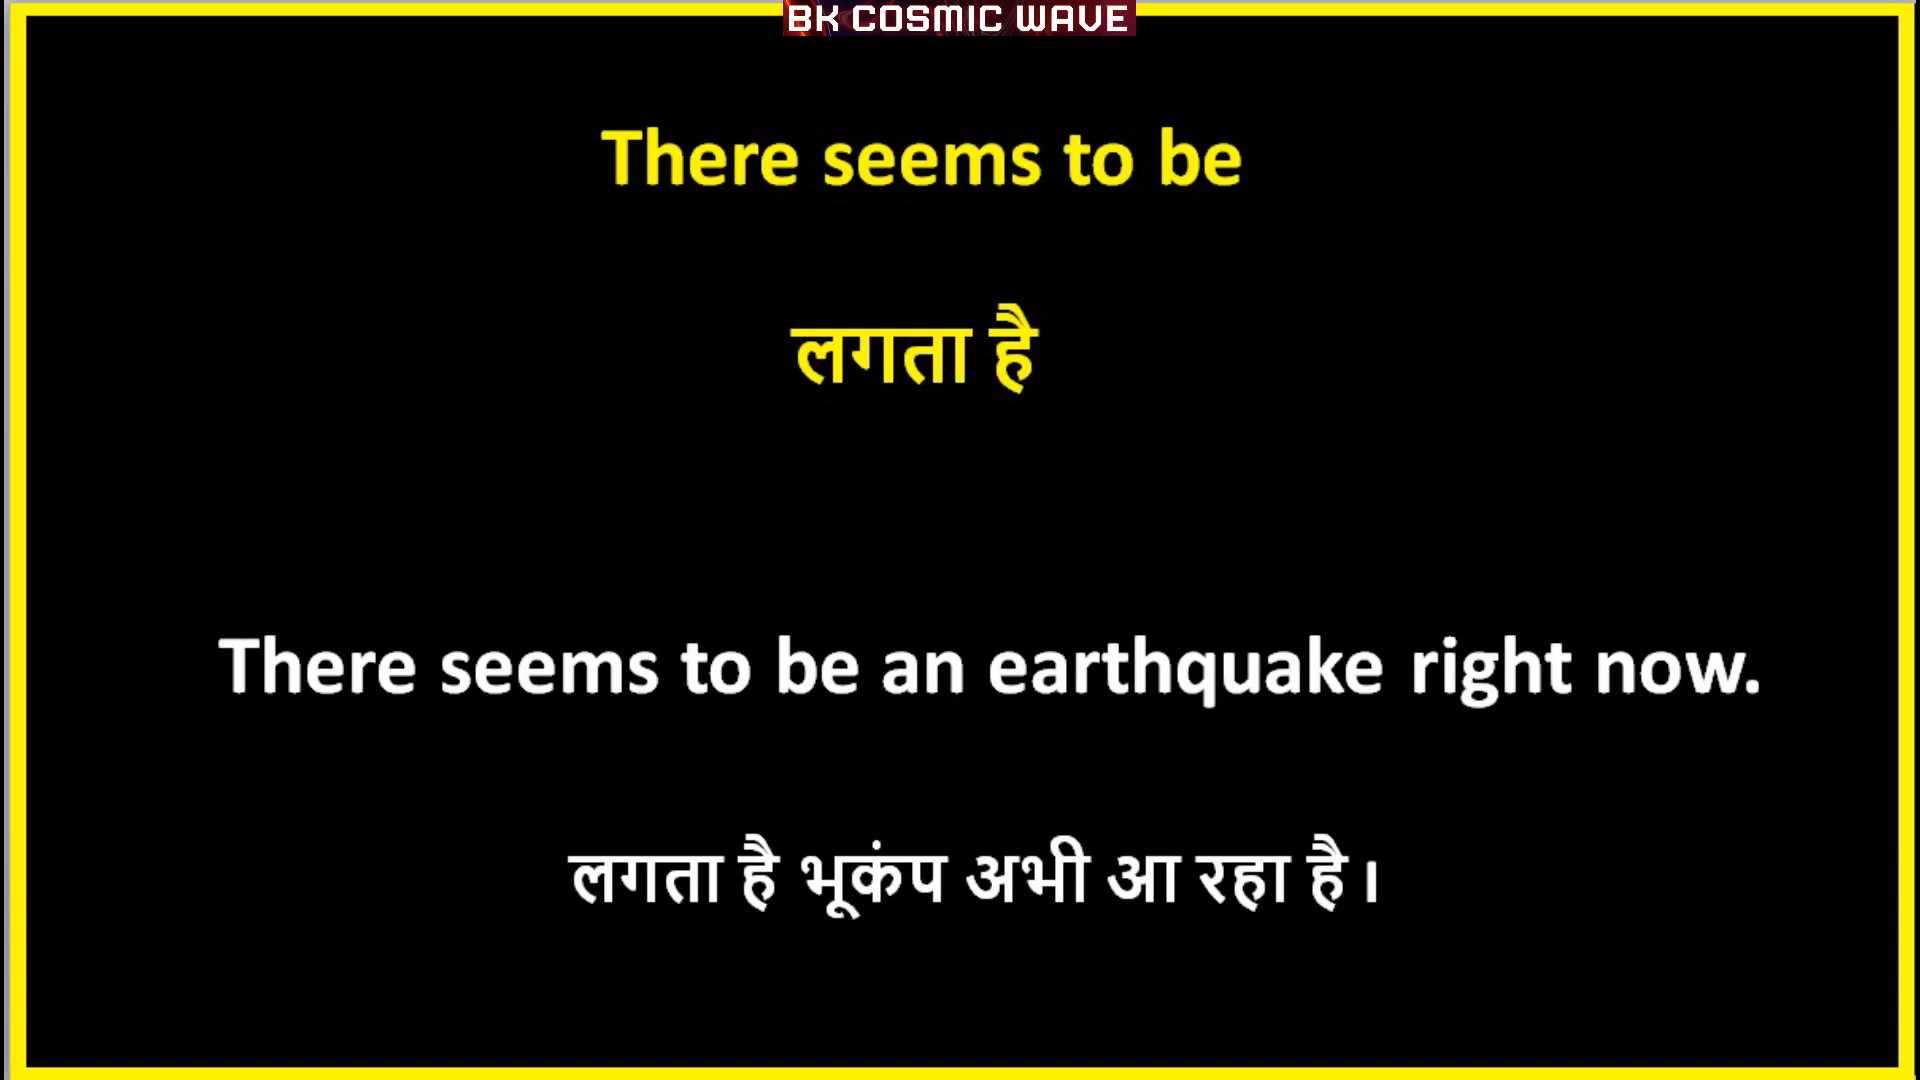 BK COSMIC WAVE
There seems to be
लगता है
There seems to be an earthquake right now.
लगता है भूकंप अभी आ रहा है।